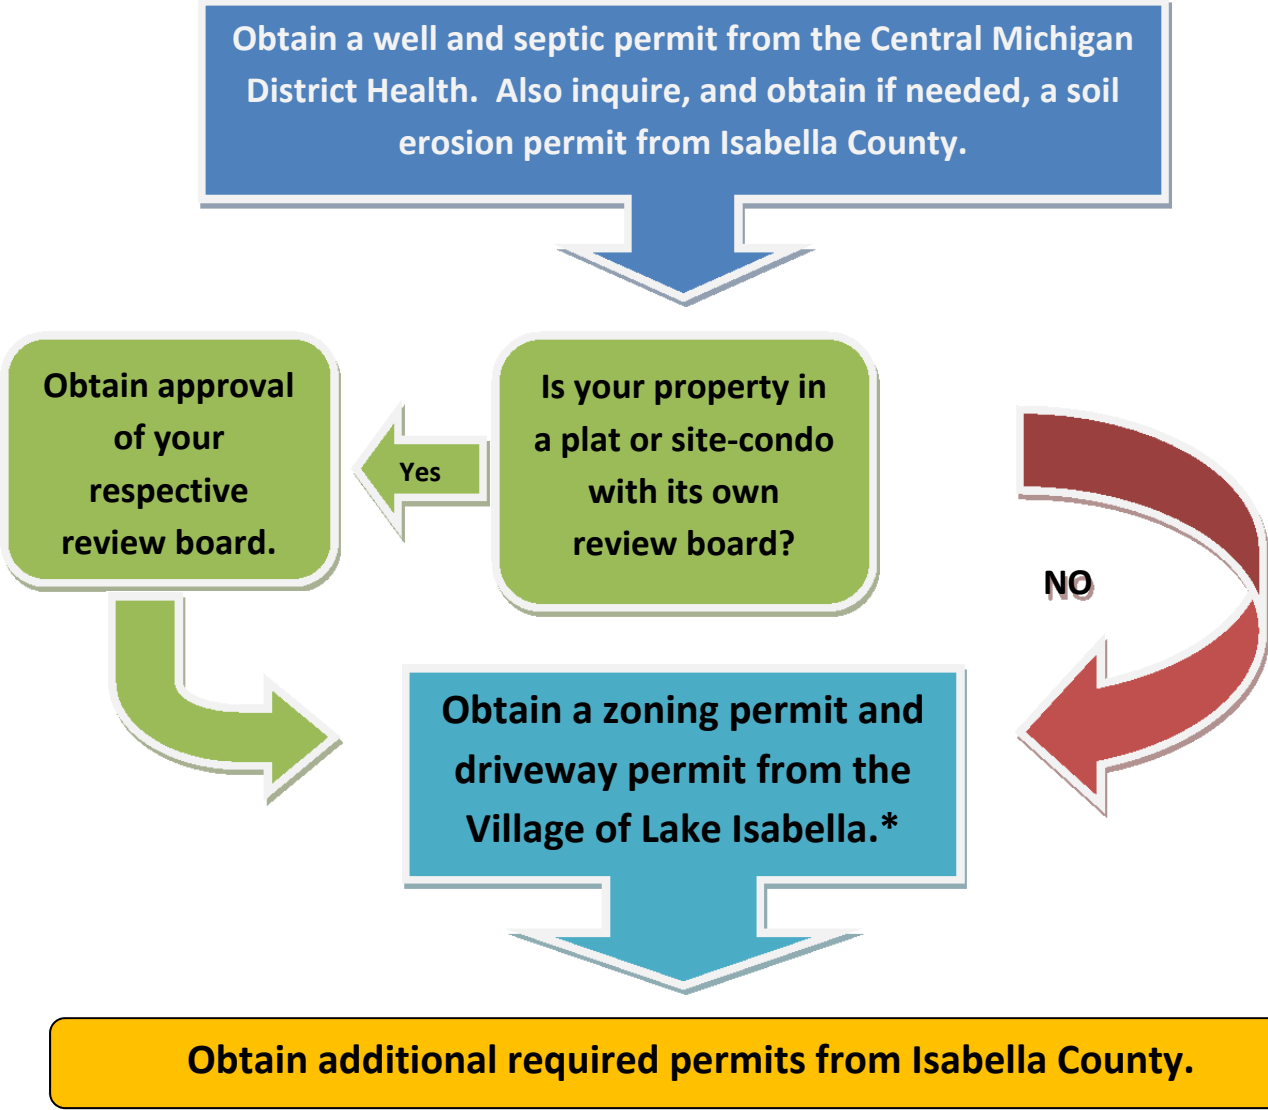 Obtain a well and septic permit from the Central Michigan
District Health.  Also inquire, and obtain if needed, a soil
erosion permit from Isabella County.
Is your property in
a plat or site-condo
with its own
review board?
Yes
Obtain approval
of your
respective
review board.
NO
Obtain a zoning permit and
driveway permit from the
Village of Lake Isabella.*
Obtain additional required permits from Isabella County.